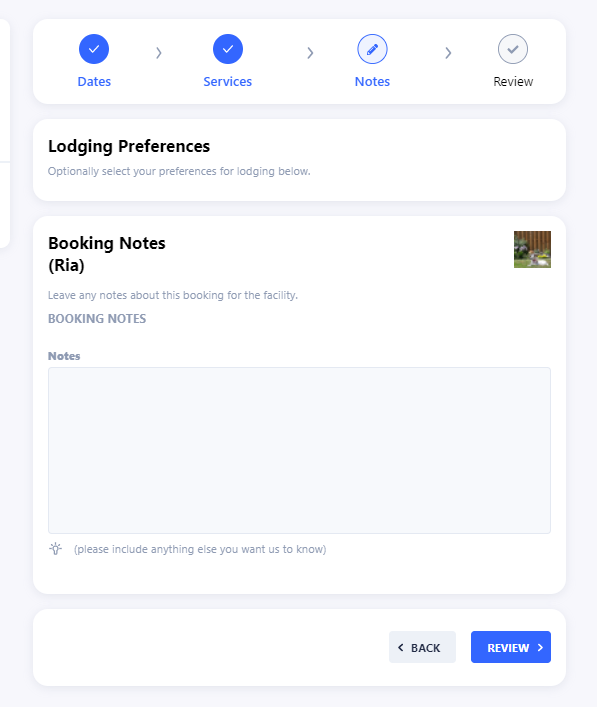 Dates
Services
Notes
Review
Lodging Preferences
Optionally select your preferences for lodging below.
Booking Notes
(Ria)
Leave any notes about this booking for the facility.
BOOKING NOTES
Notes
(please include anything else you want us to know)
BACK
REVIEW